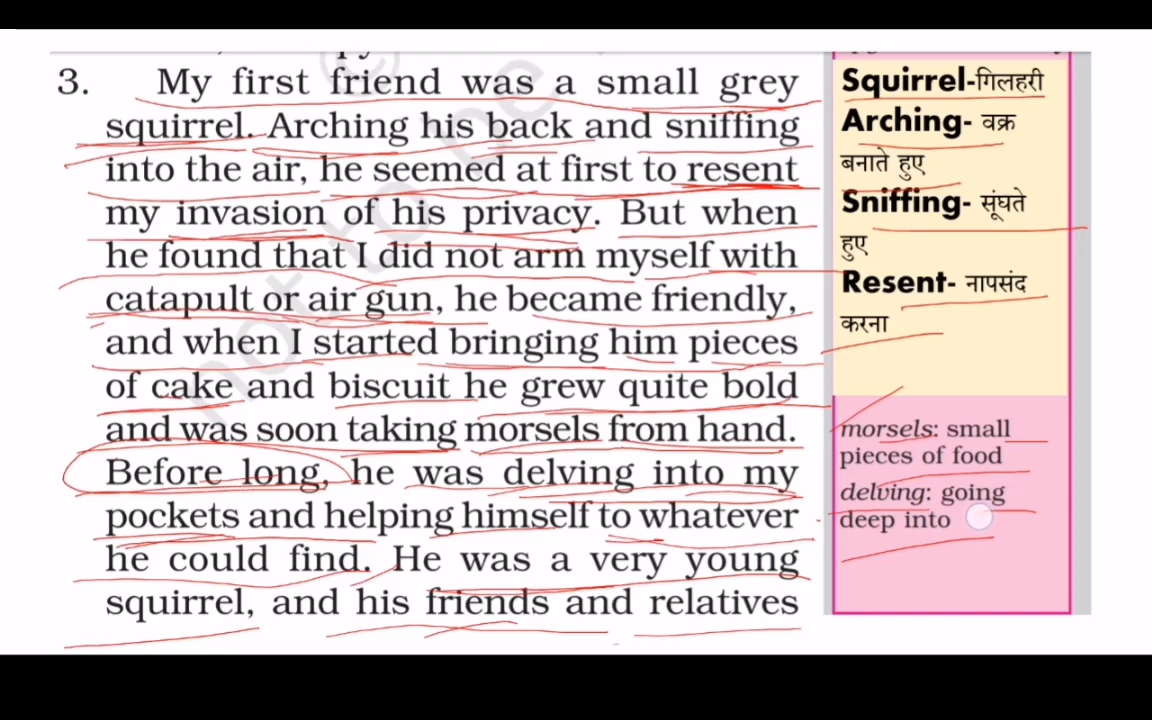 3. My first friend was a small grey
squirrel. Arching his back and sniffing
into the air, he seemed at first to resent
my invasion of his privacy. But when
he found that I did not arm myself with
catapult or air gun, he became friendly,
and when I started bringing him pieces
of cake and biscuit he grew quite bold
and was soon taking morsels from hand.
Before long, he was delving into my
pockets and helping himself to whatever
he could find. He was a very young
squirrel, and his friends and relatives
Squirrel-गिलहरी
Arching- वक्र
बनाते हुए
Sniffing- सूंघते
हुए
Resent- नापसंद
करना
morsels: small
pieces of food
delving: going
deep into
not to be